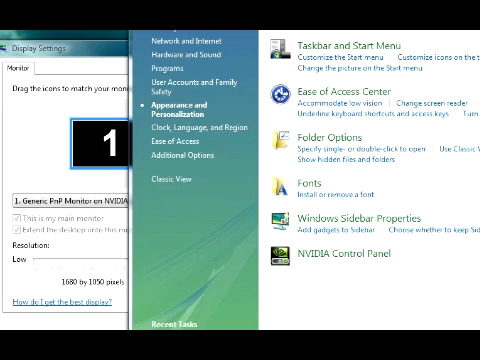 Display Settings
Monitor
Drag the icons to match your
1
1. Generic PnP Monitor on NVIDIA
This is my main monitor
Extend the desktop onto this
Resolution:
Low
1680 by 1050 pixels
How do I get the best display?
Network and Internet
Hardware and Sound
Programs
User Accounts and Family
Safety
Appearance and
Personalization
Clock, Language, and Region
Ease of Access
Additional Options
Classic View
Recent Tasks
Taskbar and Start Menu
Customize the Start menu
Customize icons on the
Change the picture on the Start menu
Ease of Access Center
Accommodate low vision
Change screen reader
Underline keyboard shortcuts and access keys
Turn
Folder Options
Specify single- or double-click to open
Use Classic
Show hidden files and folders
Fonts
Install or remove a font
Windows Sidebar Properties
Add gadgets to Sidebar
Choose whether to keep
NVIDIA Control Panel